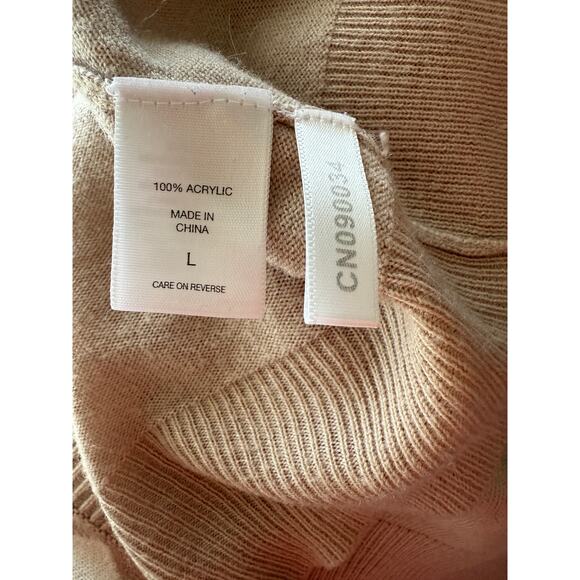 100% ACRYLIC
MADE IN
CHINA
L
CARE ON REVERSE
CN090034